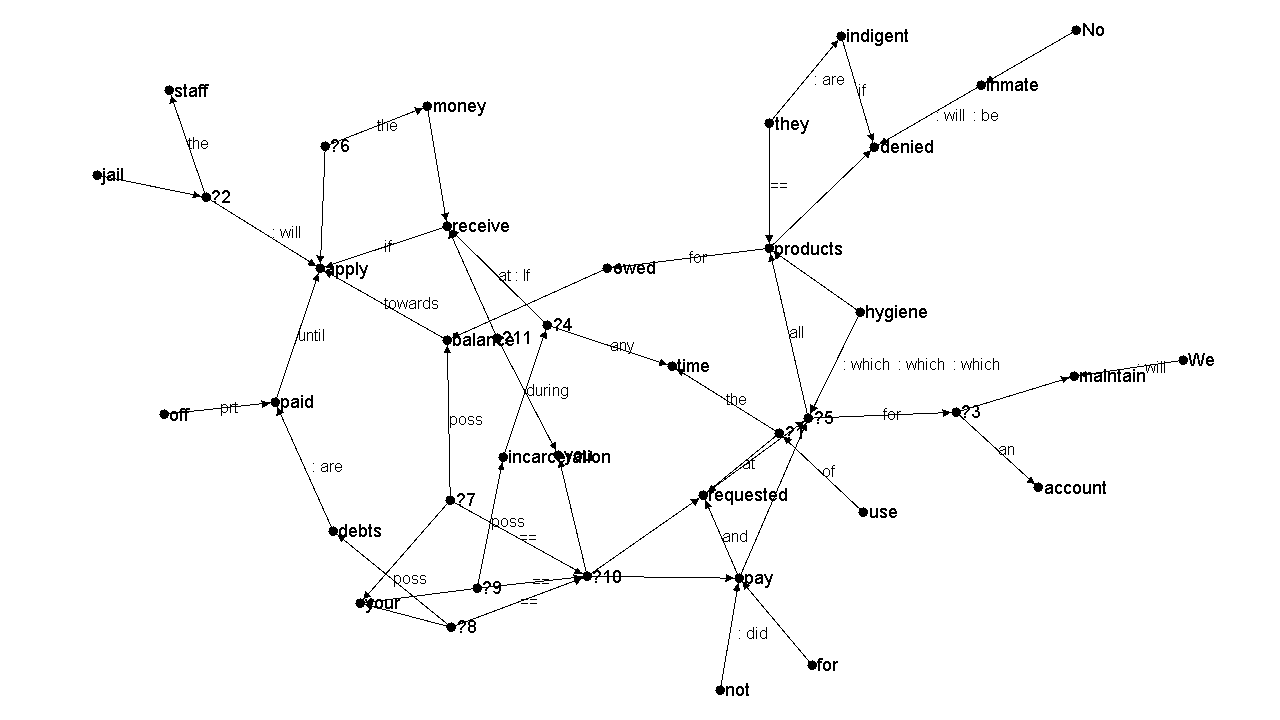 No
indigent
: are
if
inmate
: will : be
staff
money
the
they
the
?6
denied
jail
?2
==
: will
receive
products
if
for
apply
at : If
owed
towards
hygiene
balance
?11
?4
all
until
any
time
: which : which : which
We
will
maintain
during
the
paid
off
prt
poss
?5
for
?3
?1
an
of
you
incarceration
at
: are
requested
account
?7
use
poss
==
and
debts
poss
?9
==
?10
pay
your
==
?8
: did
for
not